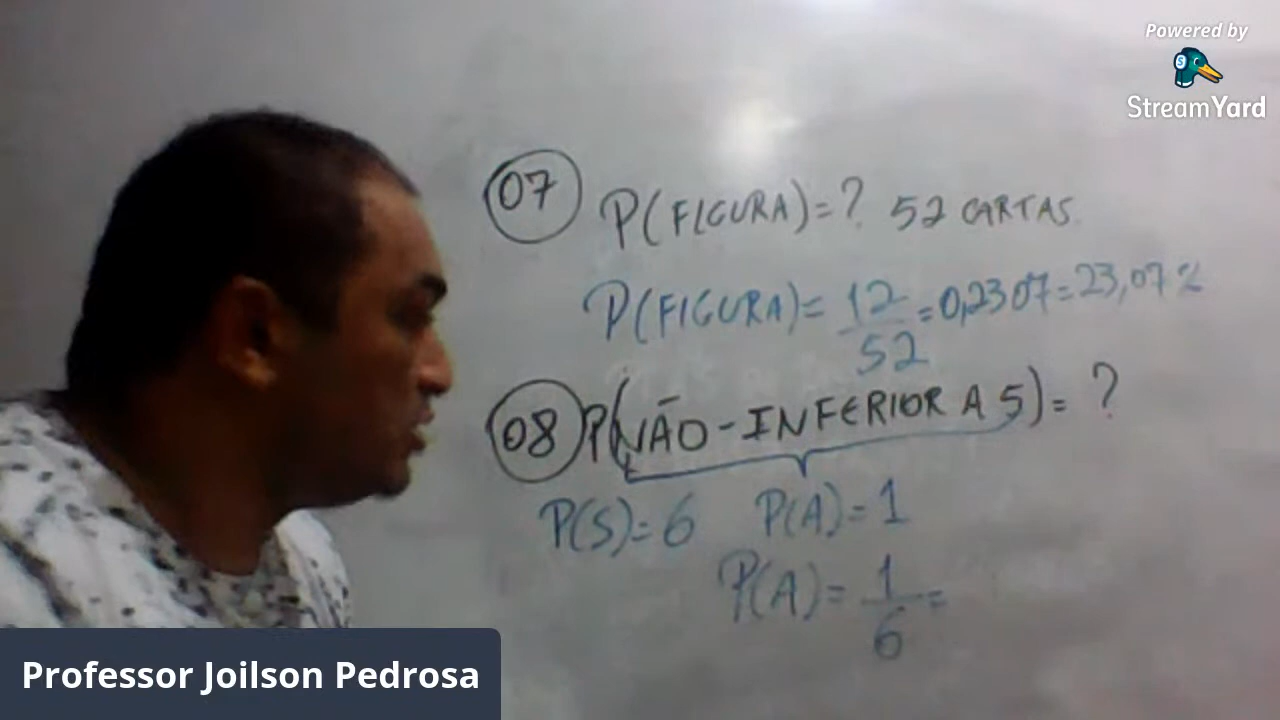 Powered by
StreamYard
07 P(FIGURA)=? 52 CARTAS
P(FIGURA)= 12/52 = 0,2307 = 23,07%
08 P(NÃO-INFERIOR A 5) = ?
P(S)=6 P(A)=1
P(A)= 1/6 =
Professor Joilson Pedrosa